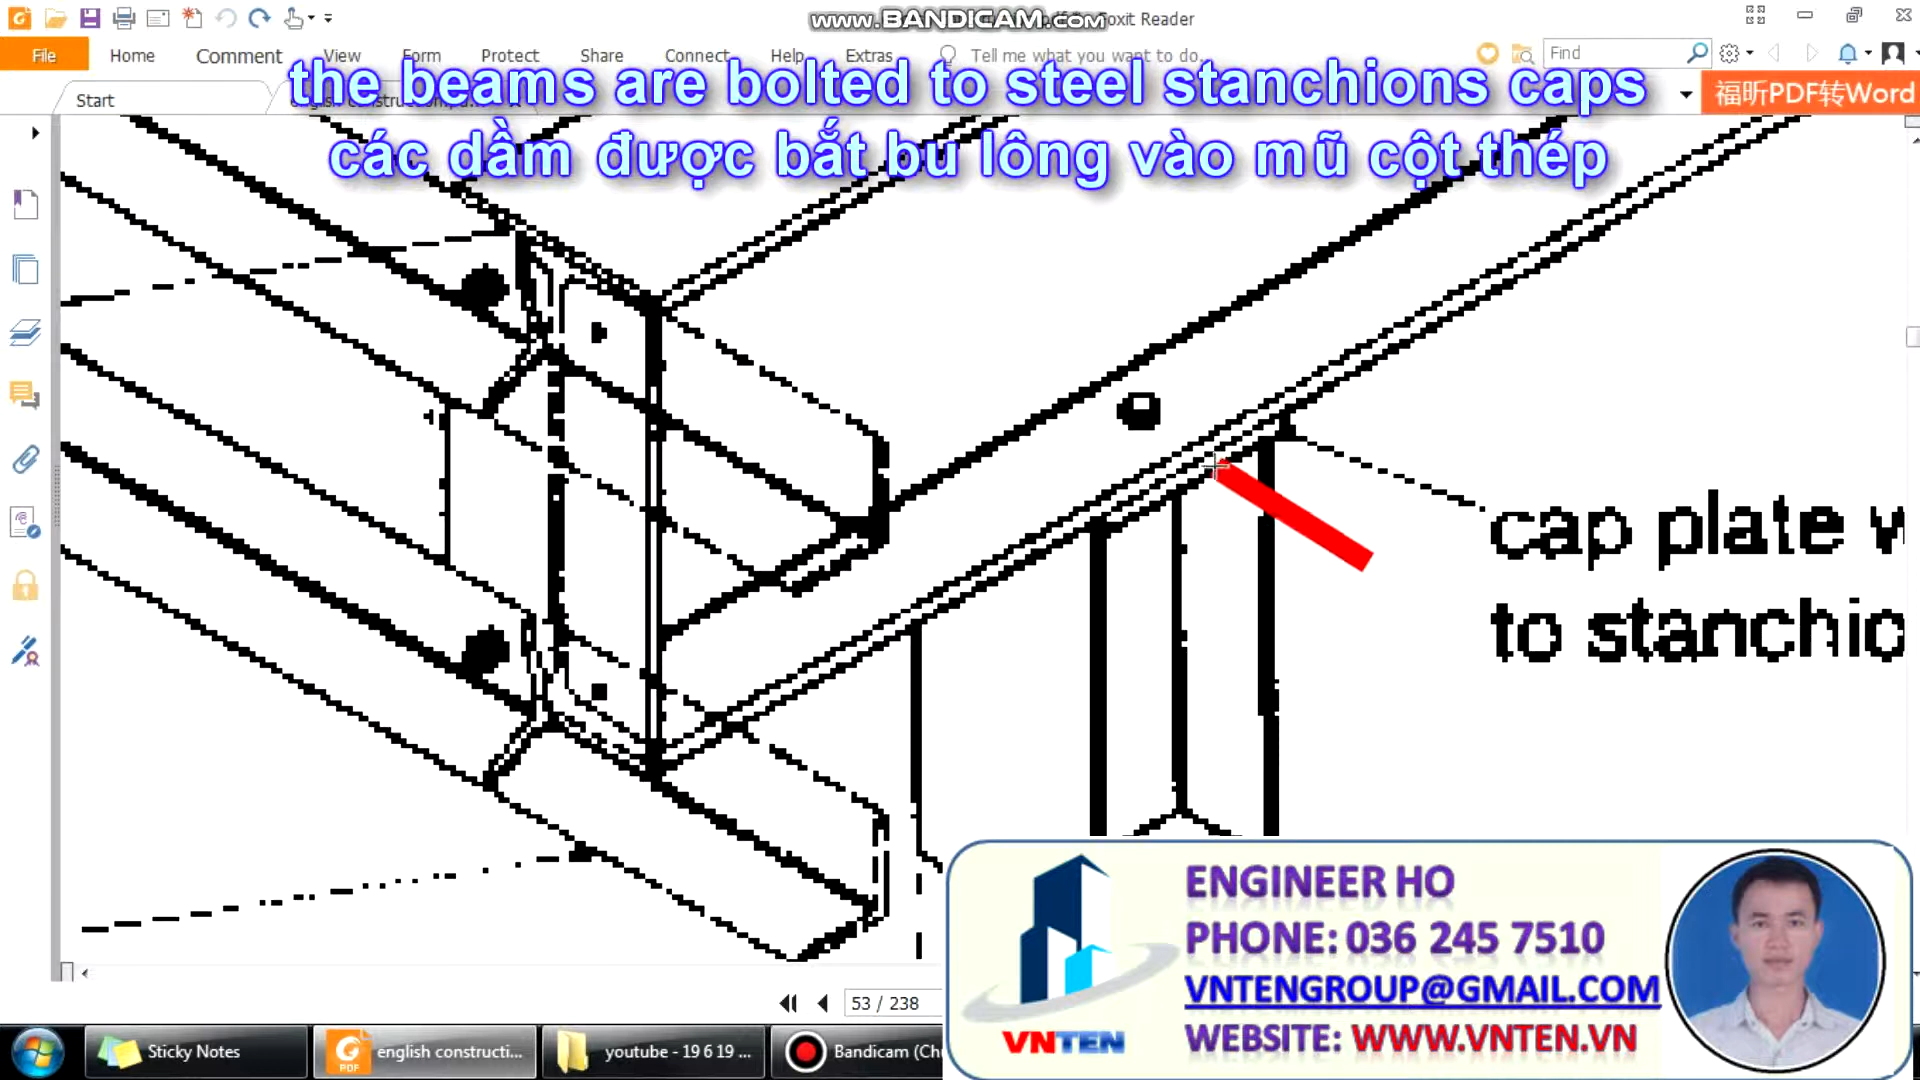 www.BANDICAM.com
Foxit Reader
File Home Comment View Form Protect Share Connect Help Extras Tell me what you want to do.. Find
Start
福昕PDF转Word
the beams are bolted to steel stanchions caps
các dầm được bắt bu lông vào mũ cột thép
cap plate w
to stanchio
53 / 238
ENGINEER HO
PHONE: 036 245 7510
VNTENGROUP@GMAIL.COM
WEBSITE: WWW.VNTEN.VN
VNTEN
Sticky Notes
PDF
english constructi...
youtube - 19 6 19 ...
Bandicam (Ch